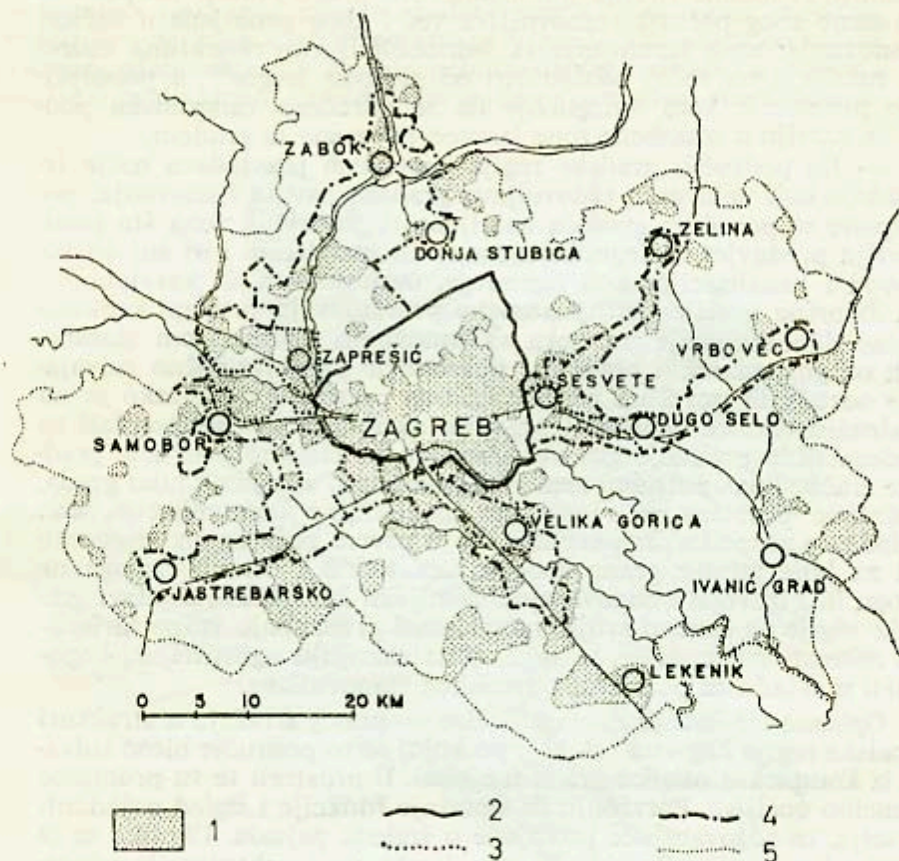 ZABOK
DONJA STUBICA
ZELINA
VRBOVEC
ZAPREŠIĆ
SESVETE
SAMOBOR
ZAGREB
DUGO SELO
VELIKA GORICA
JASTREBARSKO
IVANIĆ GRAD
LEKENIK
0 5 10 20 KM
1 2 4
3 5